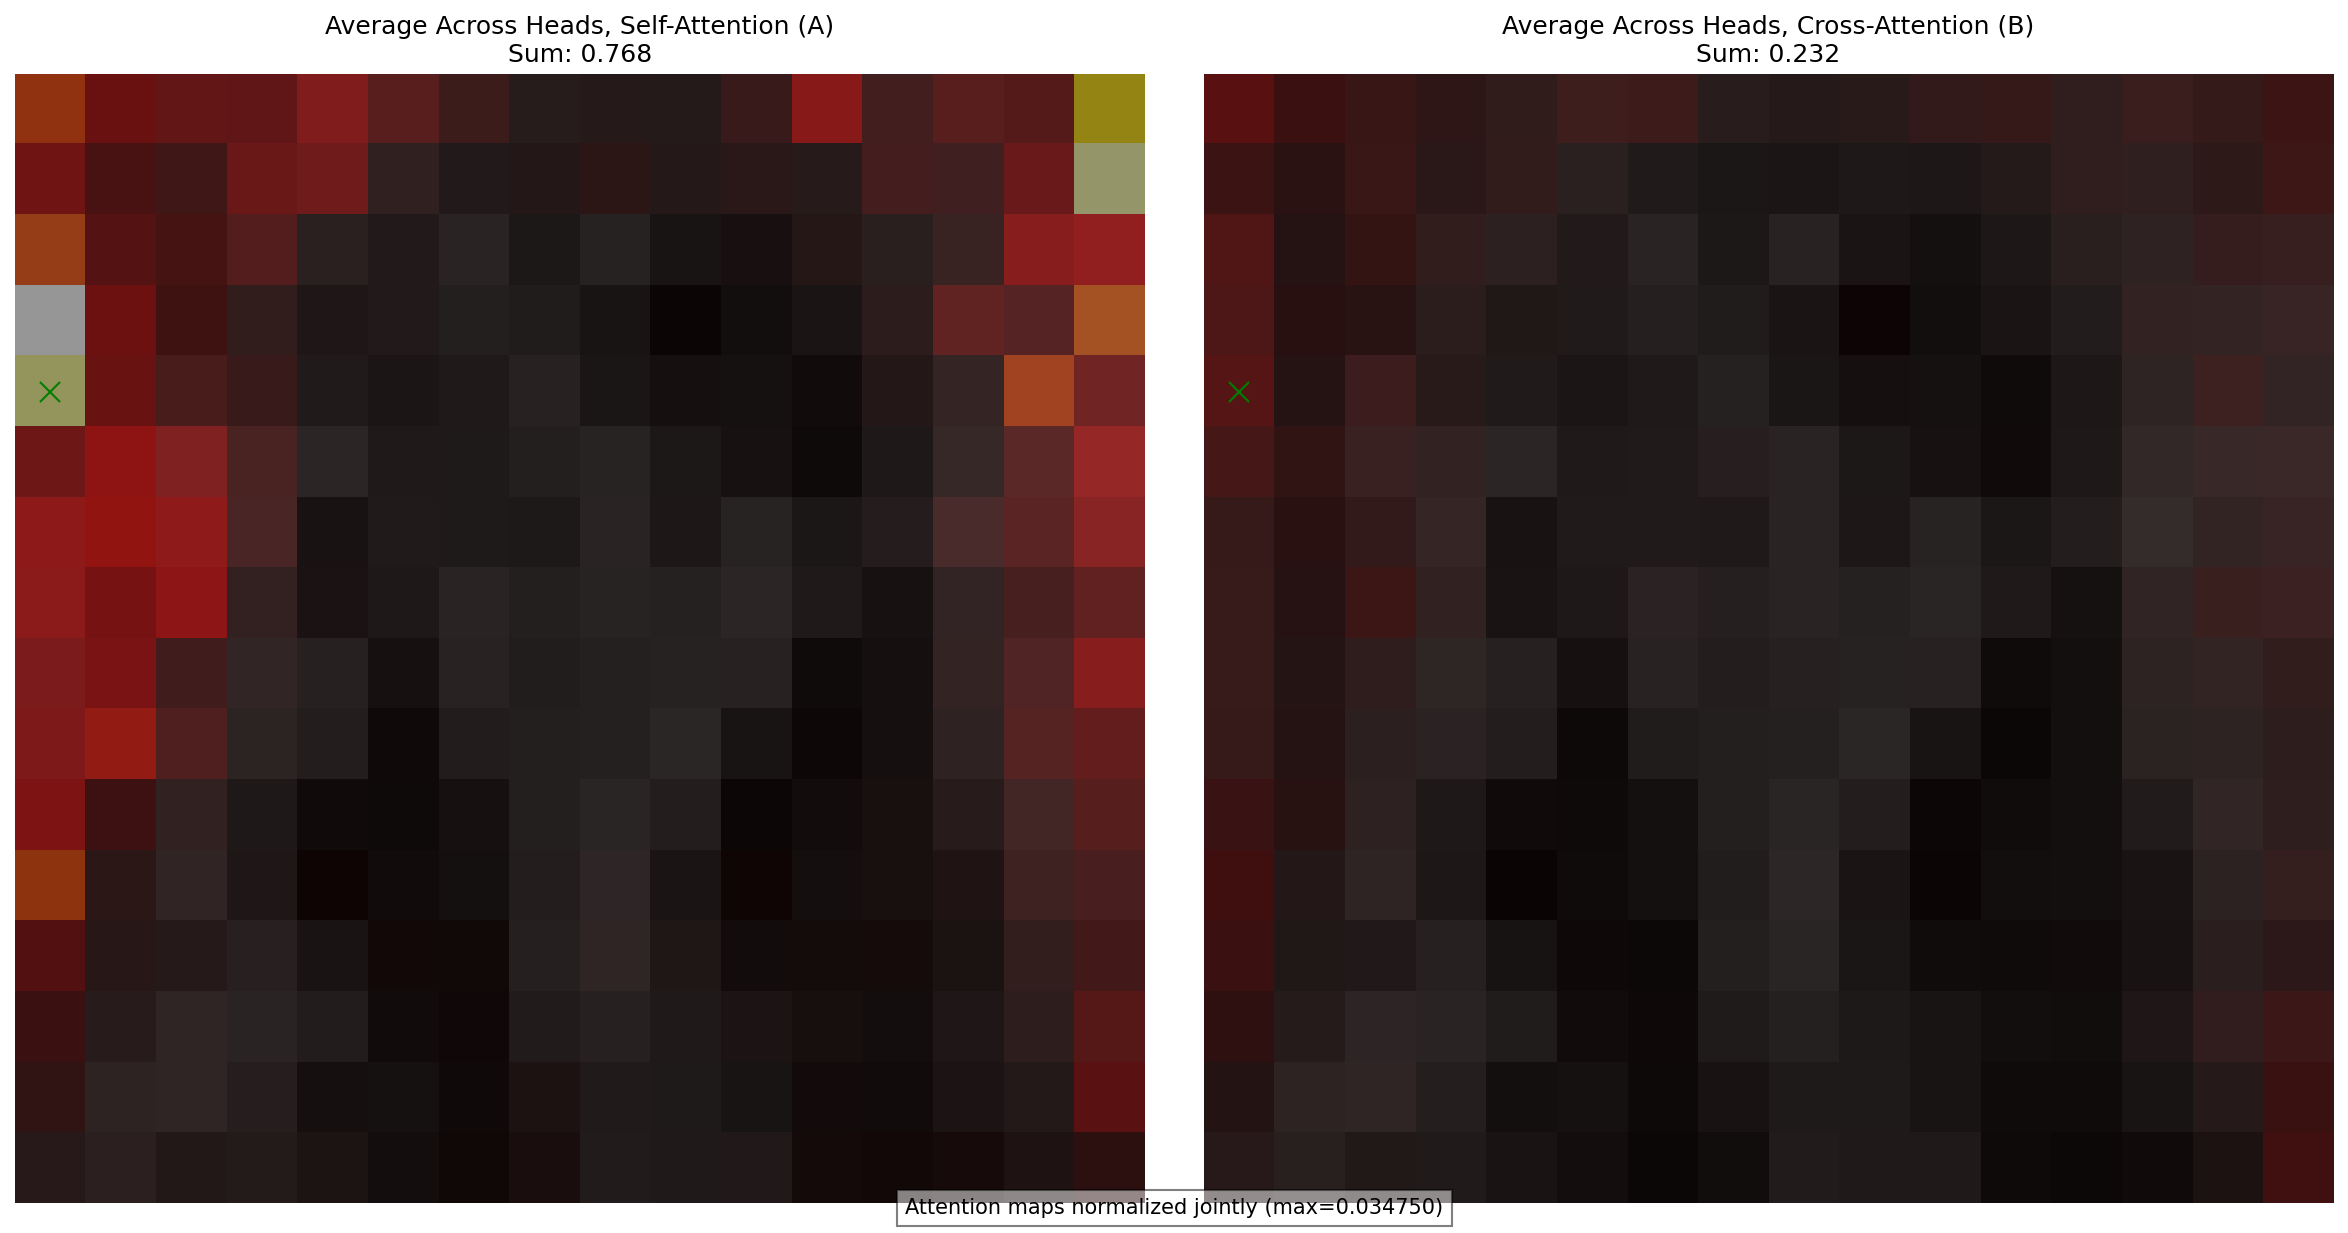 Average Across Heads, Self-Attention (A)
Sum: 0.768
Average Across Heads, Cross-Attention (B)
Sum: 0.232
Attention maps normalized jointly (max=0.034750)